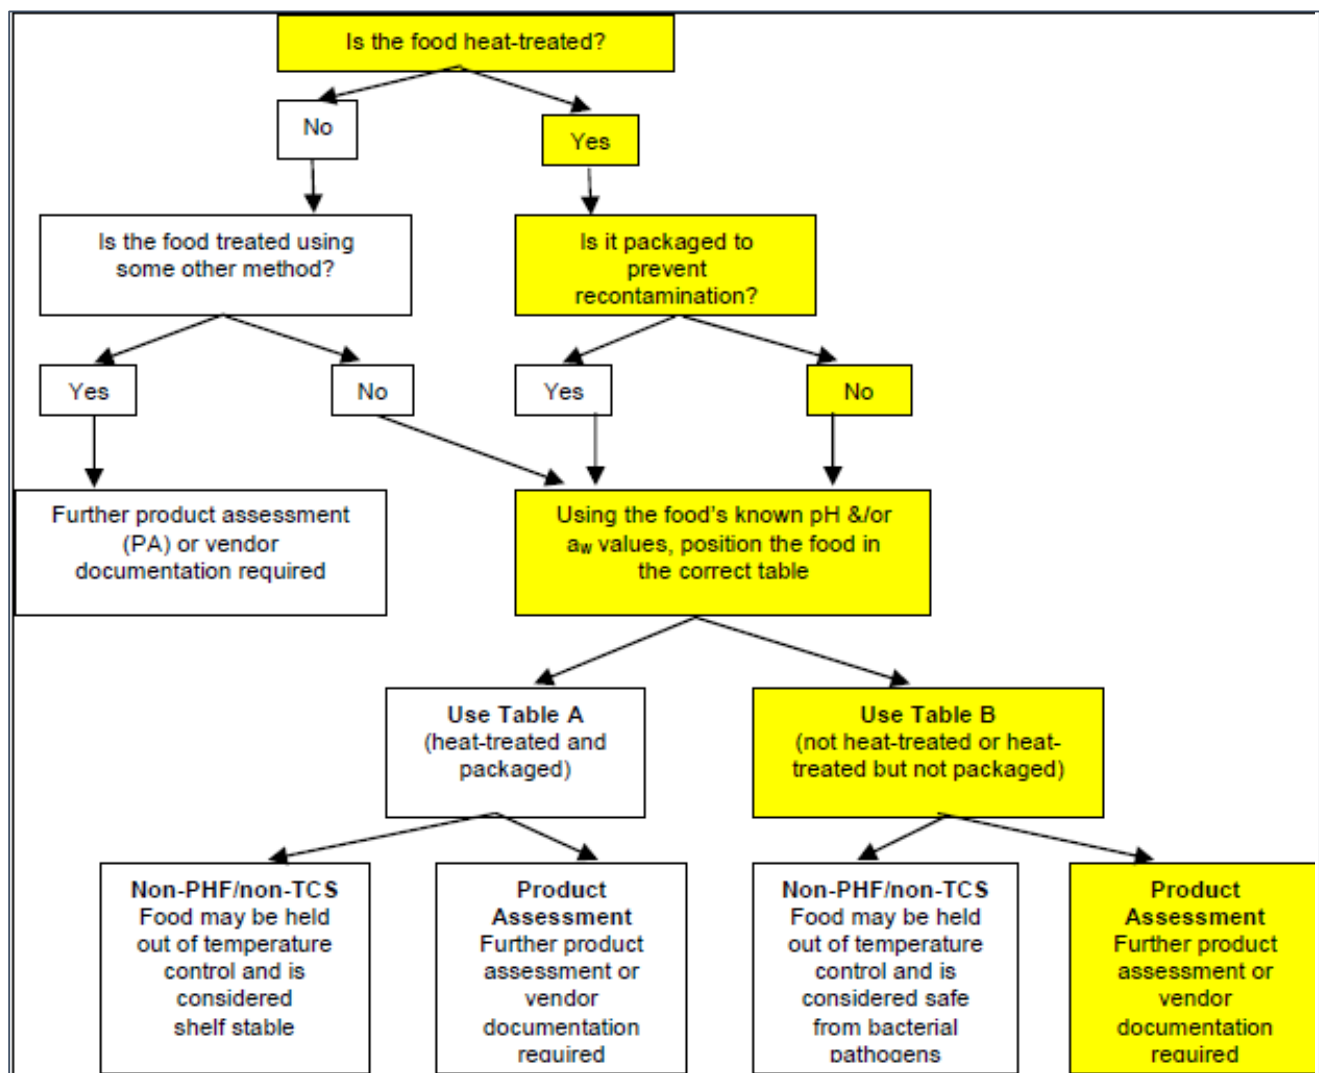 Is the food heat-treated?
No
Yes
Is the food treated using
some other method?
Is it packaged to
prevent
recontamination?
Yes
No
Yes
No
Further product assessment
(PA) or vendor
documentation required
Using the food's known pH &/or
aw values, position the food in
the correct table
Use Table A
(heat-treated and
packaged)
Use Table B
(not heat-treated or heat-
treated but not packaged)
Non-PHF/non-TCS
Food may be held
out of temperature
control and is
considered
shelf stable
Product
Assessment
Further product
assessment or
vendor
documentation
required
Non-PHF/non-TCS
Food may be held
out of temperature
control and is
considered safe
from bacterial
pathogens
Product
Assessment
Further product
assessment or
vendor
documentation
required